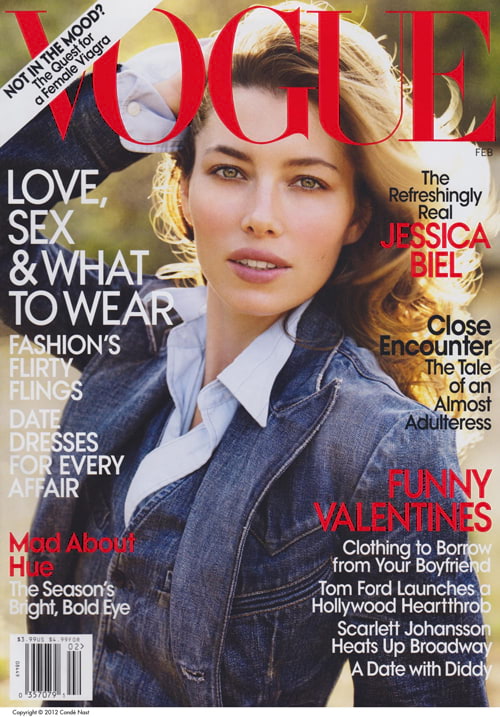 NOT IN THE MOOD?
The Quest for
a Female Viagra
VOGUE
FEB
LOVE,
SEX
& WHAT
TO WEAR
FASHION'S
FLIRTY
FLINGS
DATE
DRESSES
FOR EVERY
AFFAIR
Mad About
Hue
The Season's
Bright, Bold Eye
The
Refreshingly
Real
JESSICA
BIEL
Close
Encounter
The Tale
of an
Almost
Adulteress
FUNNY
VALENTINES
Clothing to Borrow
from Your Boyfriend
Tom Ford Launches a
Hollywood Heartthrob
Scarlett Johansson
Heats Up Broadway
A Date with Diddy
$3.99US $4.99FOR
02>
0 357079 1
Copyright © 2012 Condé Nast